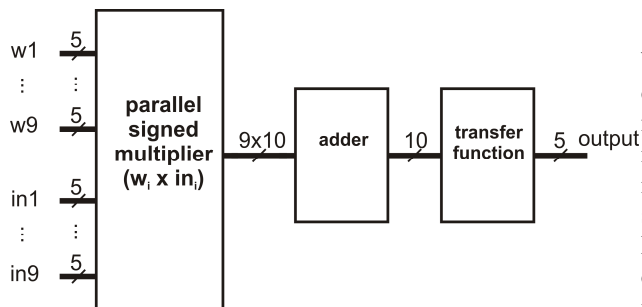 w1 5
⋮ ⋮
w9 5
in1 5
⋮ ⋮
in9 5
parallel
signed
multiplier
(wi x ini)
9x10
adder
10
transfer
function
5 output